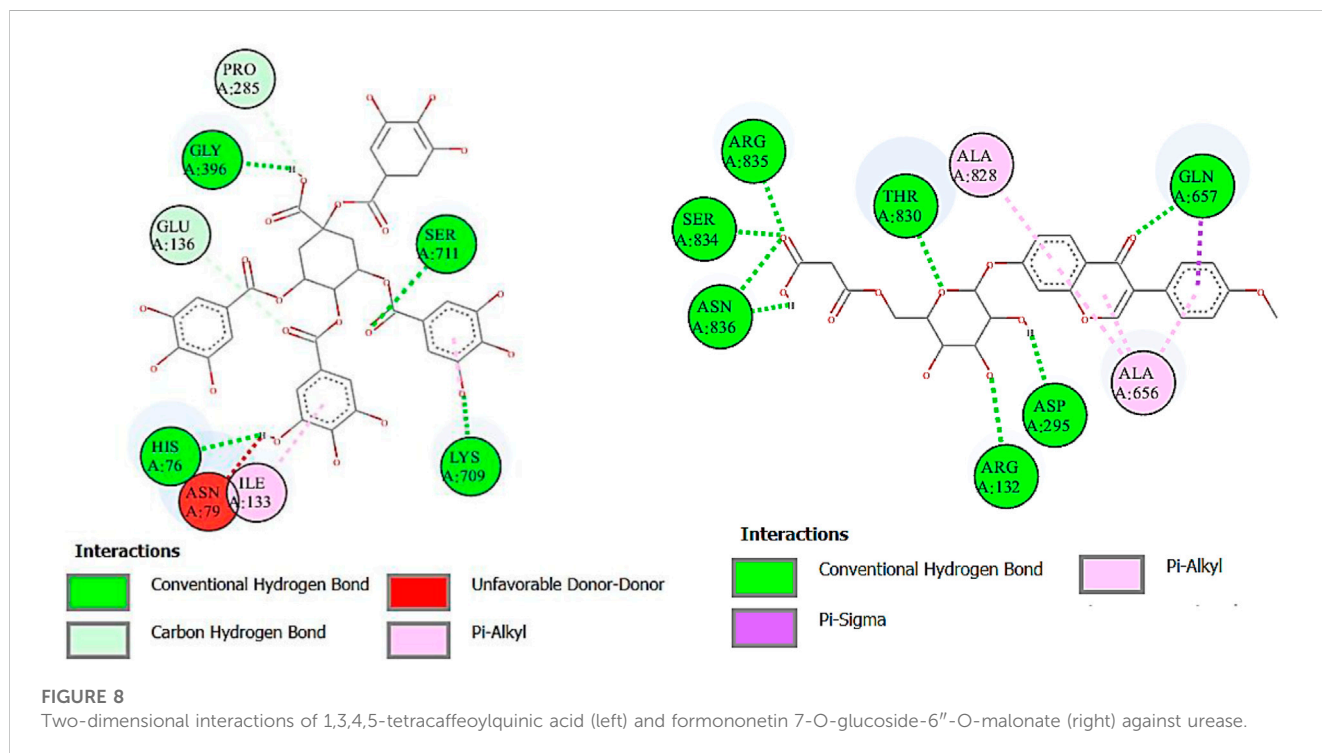 PRO
A:285
GLY
A:396
GLU
A:136
SER
A:711
HIS
A:76
ASN
A:79
ILE
A:133
LYS
A:709
Interactions
Conventional Hydrogen Bond
Unfavorable Donor-Donor
Carbon Hydrogen Bond
Pi-Alkyl
ARG
A:835
SER
A:834
ASN
A:836
THR
A:830
ALA
A:828
GLN
A:657
ALA
A:656
ASP
A:295
ARG
A:132
Interactions
Conventional Hydrogen Bond
Pi-Alkyl
Pi-Sigma
FIGURE 8
Two-dimensional interactions of 1,3,4,5-tetracaffeoylquinic acid (left) and formononetin 7-O-glucoside-6″-O-malonate (right) against urease.